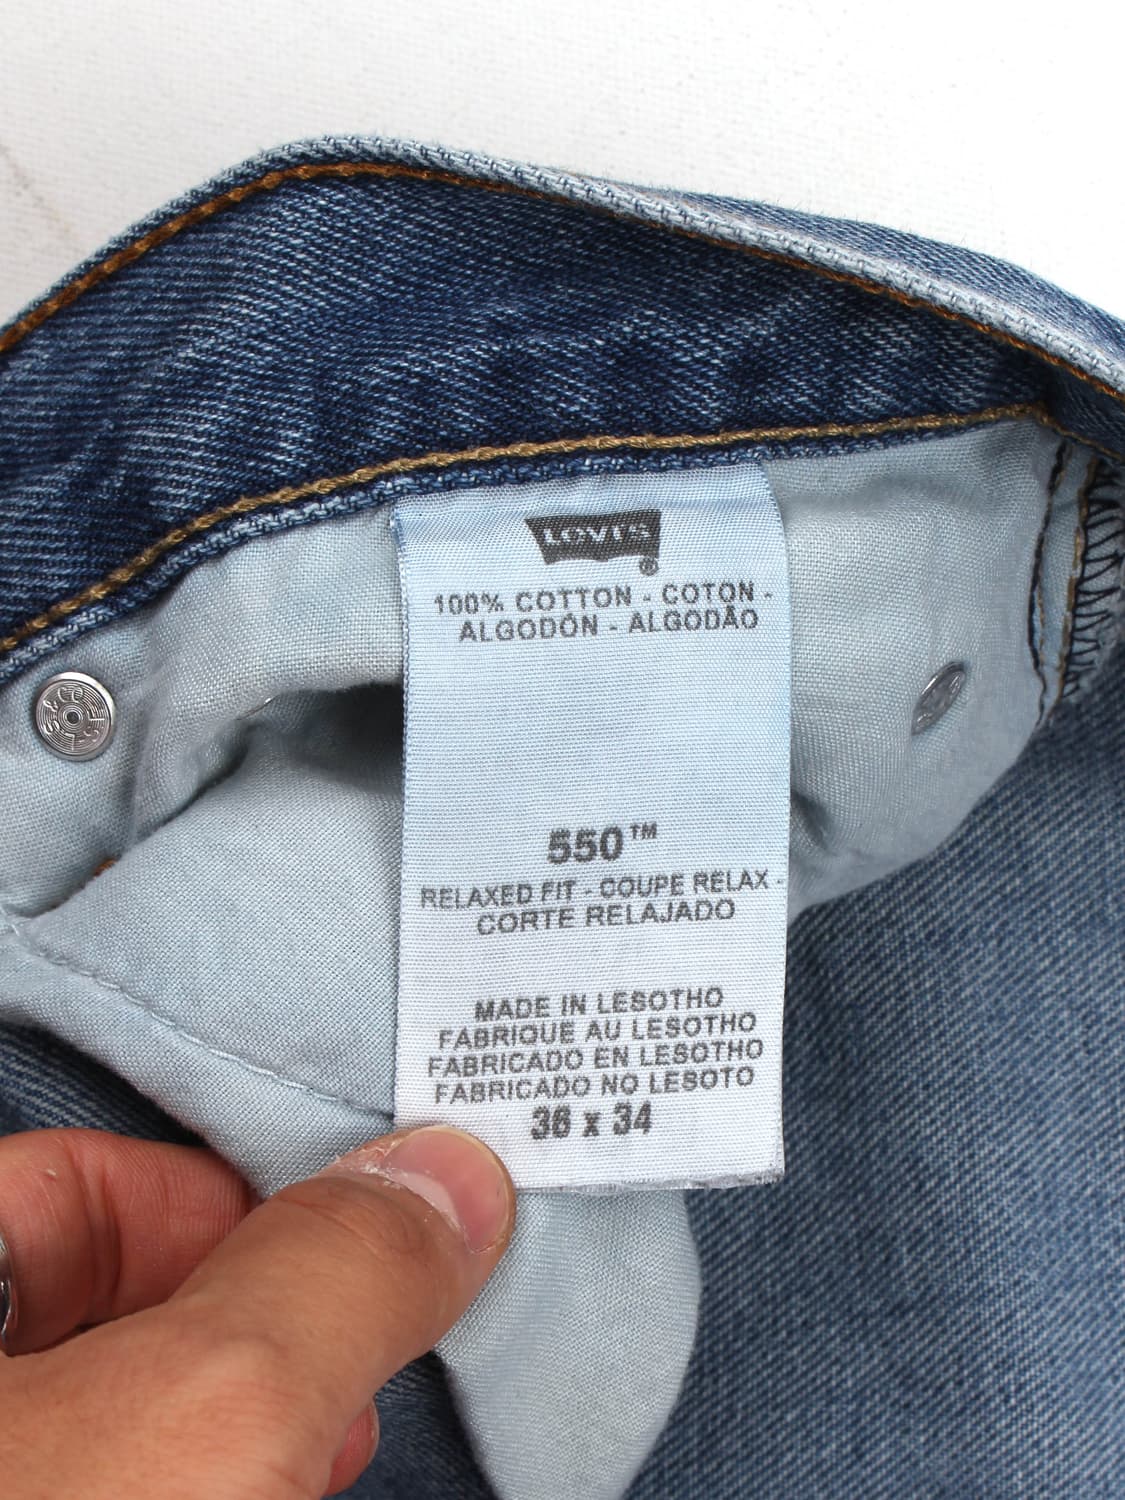 Levi's
®
100% COTTON - COTON -
ALGODÓN - ALGODÃO
550™
RELAXED FIT - COUPE RELAX -
CORTE RELAJADO
MADE IN LESOTHO
FABRIQUE AU LESOTHO
FABRICADO EN LESOTHO
FABRICADO NO LESOTO
36 x 34
L.S.&CO